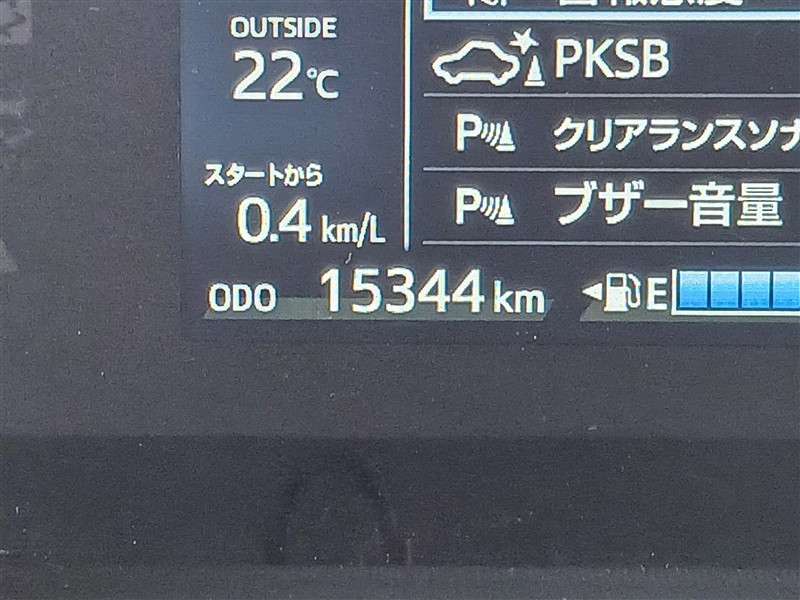 OUTSIDE
22℃
スタートから
0.4 km/L
ODO 15344 km
PKSB
P クリアランスソナ
P ブザー音量
E